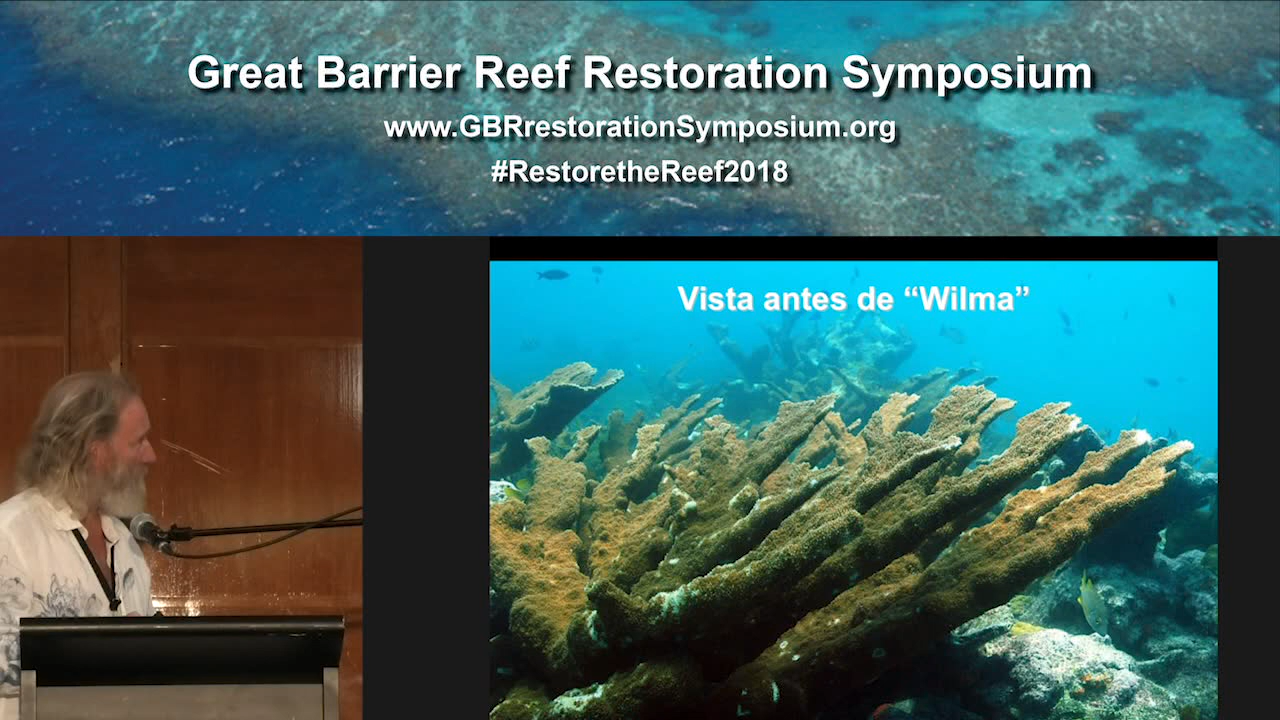 Great Barrier Reef Restoration Symposium
www.GBRrestorationSymposium.org
#RestoretheReef2018
Vista antes de “Wilma”